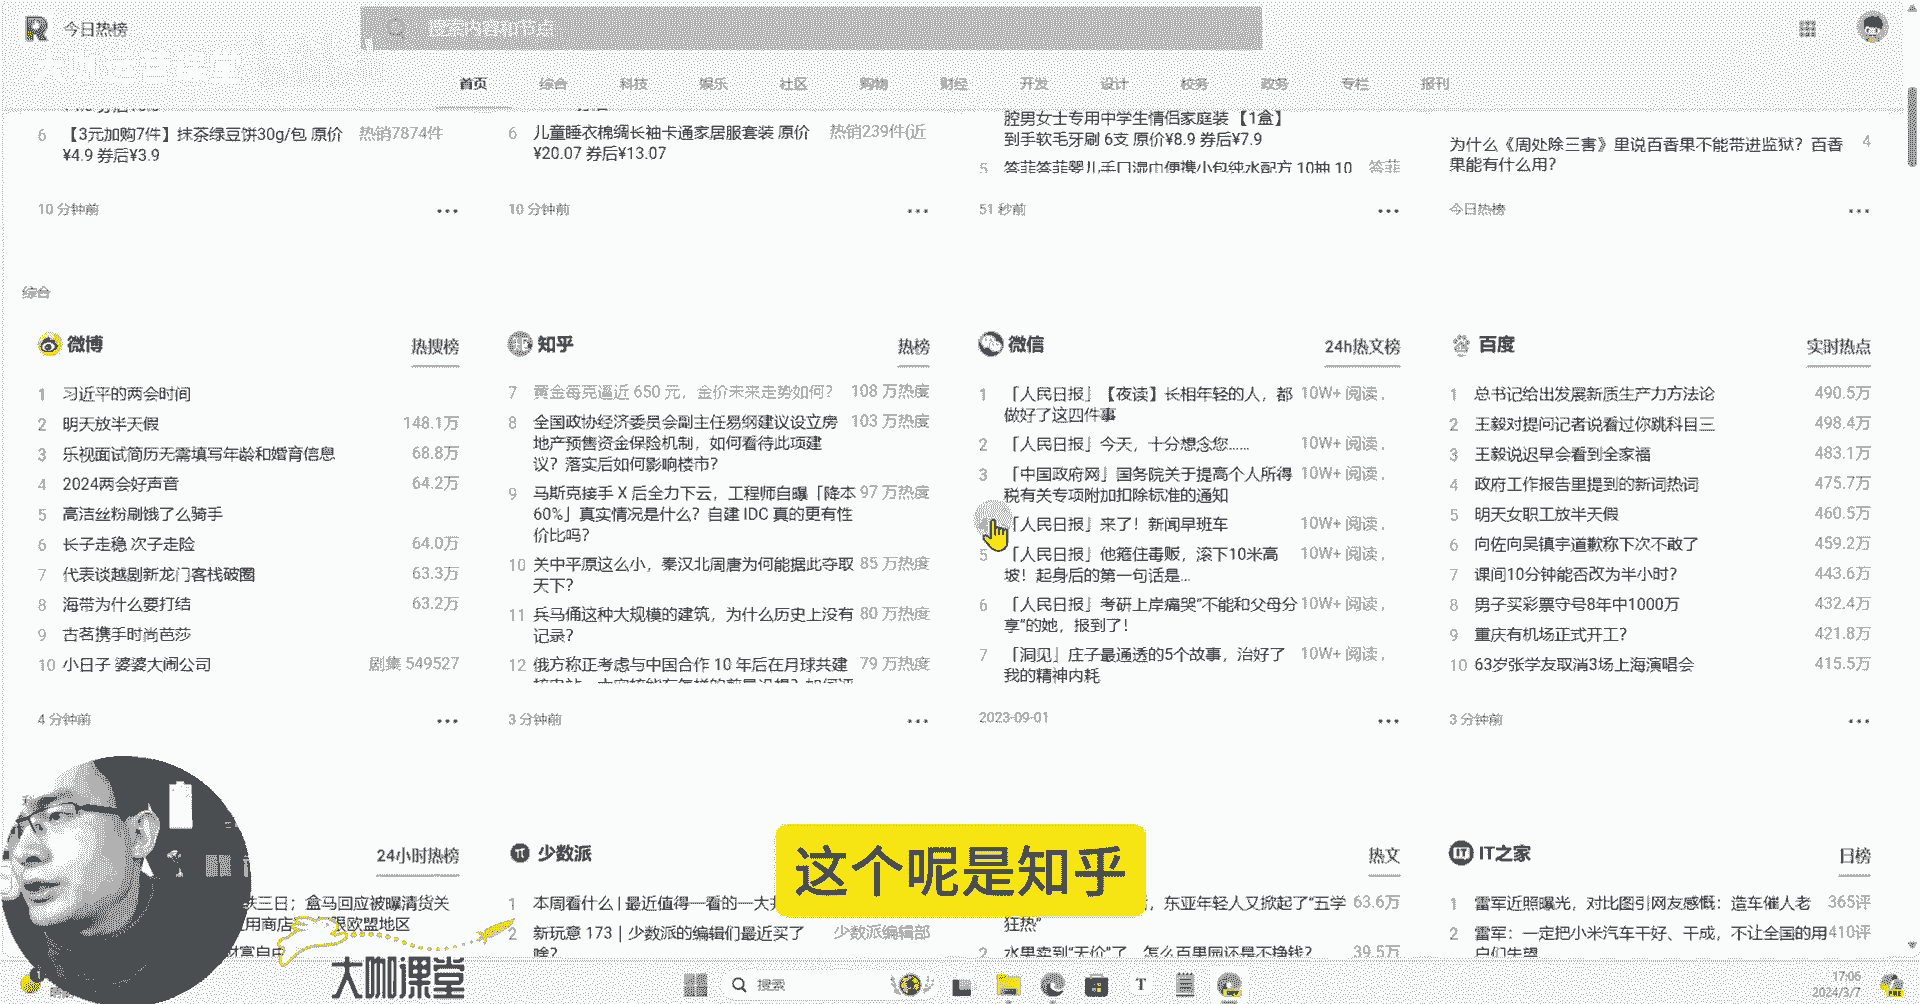 今日热榜
搜索内容和节点
大咖运营课堂
首页 综合 科技 娱乐 社区 购物 财经 开发 设计 校务 政务 专栏 报刊
6 【3元加购7件】抹茶绿豆饼30g/包 原价 热销7874件
¥4.9 券后¥3.9
10 分钟前
6 儿童睡衣棉绸长袖卡通家居服套装 原价 热销239件(近
¥20.07 券后¥13.07
10 分钟前
腔男女士专用中学生情侣家庭装 【1盒】
到手软毛牙刷 6支 原价¥8.9 券后¥7.9
5 答菲答菲婴儿手口湿巾便携小包纯水配方 10抽 10 答菲
51 秒前
为什么《周处除三害》里说百香果不能带进监狱？百香 4
果能有什么用？
今日热榜
综合
微博 热搜榜
1 习近平的两会时间
2 明天放半天假 148.1万
3 乐视面试简历无需填写年龄和婚育信息 68.8万
4 2024两会好声音 64.2万
5 高洁丝粉刷饿了么骑手
6 长子走稳 次子走险 64.0万
7 代表谈越剧新龙门客栈破圈 63.3万
8 海带为什么要打结 63.2万
9 古茗携手时尚芭莎
10 小日子 婆婆大闹公司 剧集 549527
4 分钟前
知乎 热榜
7 黄金每克逼近 650 元，金价未来走势如何？ 108 万热度
8 全国政协经济委员会副主任易纲建议设立房 103 万热度
地产预售资金保险机制，如何看待此项建
议？落实后如何影响楼市？
9 马斯克接手 X 后全力下云，工程师自曝「降本 97 万热度
60%」真实情况是什么？自建 IDC 真的更有性
价比吗？
10 关中平原这么小，秦汉北周唐为何能据此夺取 85 万热度
天下？
11 兵马俑这种大规模的建筑，为什么历史上没有 80 万热度
记录？
12 俄方称正考虑与中国合作 10 年后在月球共建 79 万热度
3 分钟前
微信 24h热文榜
1 「人民日报」【夜读】长相年轻的人，都 10W+ 阅读，
做好了这四件事
2 「人民日报」今天，十分想念您…… 10W+ 阅读，
3 「中国政府网」国务院关于提高个人所得 10W+ 阅读，
税有关专项附加扣除标准的通知
「人民日报」来了！新闻早班车 10W+ 阅读，
5 「人民日报」他箍住毒贩，滚下10米高 10W+ 阅读，
坡！起身后的第一句话是...
6 「人民日报」考研上岸痛哭“不能和父母分 10W+ 阅读，
享”的她，报到了！
7 「洞见」庄子最通透的5个故事，治好了 10W+ 阅读，
我的精神内耗
2023-09-01
百度 实时热点
1 总书记给出发展新质生产力方法论 490.5万
2 王毅对提问记者说看过你跳科目三 498.4万
3 王毅说迟早会看到全家福 483.1万
4 政府工作报告里提到的新词热词 475.7万
5 明天女职工放半天假 460.5万
6 向佐向吴镇宇道歉称下次不敢了 459.2万
7 课间10分钟能否改为半小时？ 443.6万
8 男子买彩票守号8年中1000万 432.4万
9 重庆有机场正式开工？ 421.8万
10 63岁张学友取消3场上海演唱会 415.5万
3 分钟前
24小时热榜
三日；盒马回应被曝清货关
用商店 限欧盟地区
财富自由
少数派
1 本周看什么 | 最近值得一看的一大
2 新玩意 173｜少数派的编辑们最近买了 少数派编辑部
啥？
热文
，东亚年轻人又掀起了“五学 63.6万
狂热”
2 水果卖到“天价”了，怎么百果园还是不挣钱？ 39.5万
IT之家 日榜
1 雷军近照曝光，对比图引网友感慨：造车催人老 365评
2 雷军：一定把小米汽车干好、干成，不让全国的用 410评
户们失望
这个呢是知乎
大咖课堂
搜索
17:06
2024/3/7